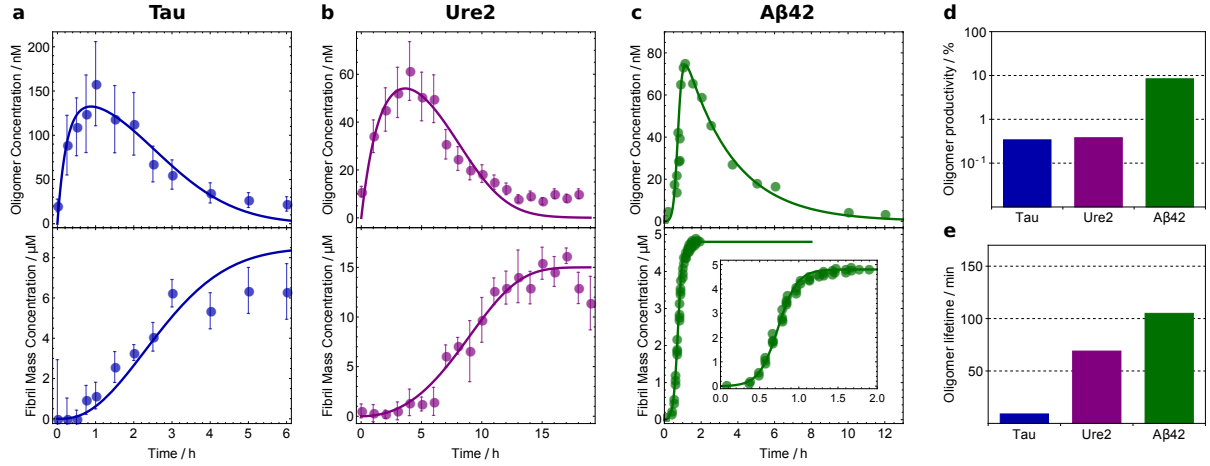 a Tau
Oligomer Concentration / nM
200
150
100
50
0
Fibril Mass Concentration / μM
8
6
4
2
0
0 1 2 3 4 5 6
Time / h
b Ure2
Oligomer Concentration / nM
60
40
20
0
Fibril Mass Concentration / μM
15
10
5
0
0 5 10 15
Time / h
c Aβ42
Oligomer Concentration / nM
80
70
60
50
40
30
20
10
0
Fibril Mass Concentration / μM
5
4
3
2
1
0
5
4
3
2
1
0
0.0 0.5 1.0 1.5 2.0
0 2 4 6 8 10 12
Time / h
d
Oligomer productivity / %
100
10
1
10⁻¹
Tau Ure2 Aβ42
e
Oligomer lifetime / min
150
100
50
Tau Ure2 Aβ42